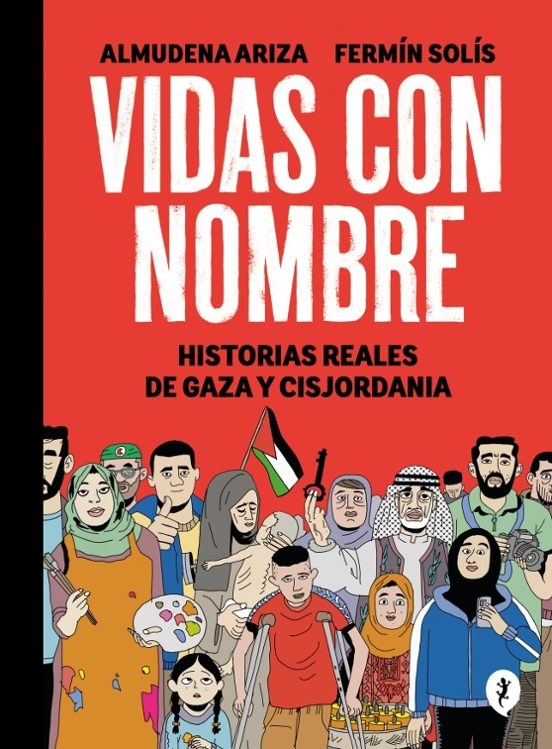 ALMUDENA ARIZA FERMÍN SOLÍS
VIDAS CON
NOMBRE
HISTORIAS REALES
DE GAZA Y CISJORDANIA